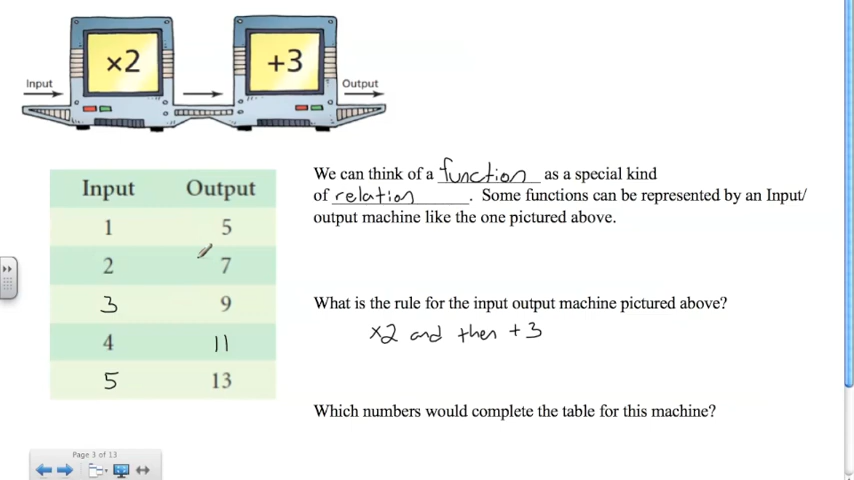 ×2
+3
Input
Output
We can think of a function as a special kind
of relation. Some functions can be represented by an Input/
output machine like the one pictured above.
Input Output
1 5
2 7
3 9
4 11
5 13
What is the rule for the input output machine pictured above?
×2 and then +3
Which numbers would complete the table for this machine?
Page 3 of 13